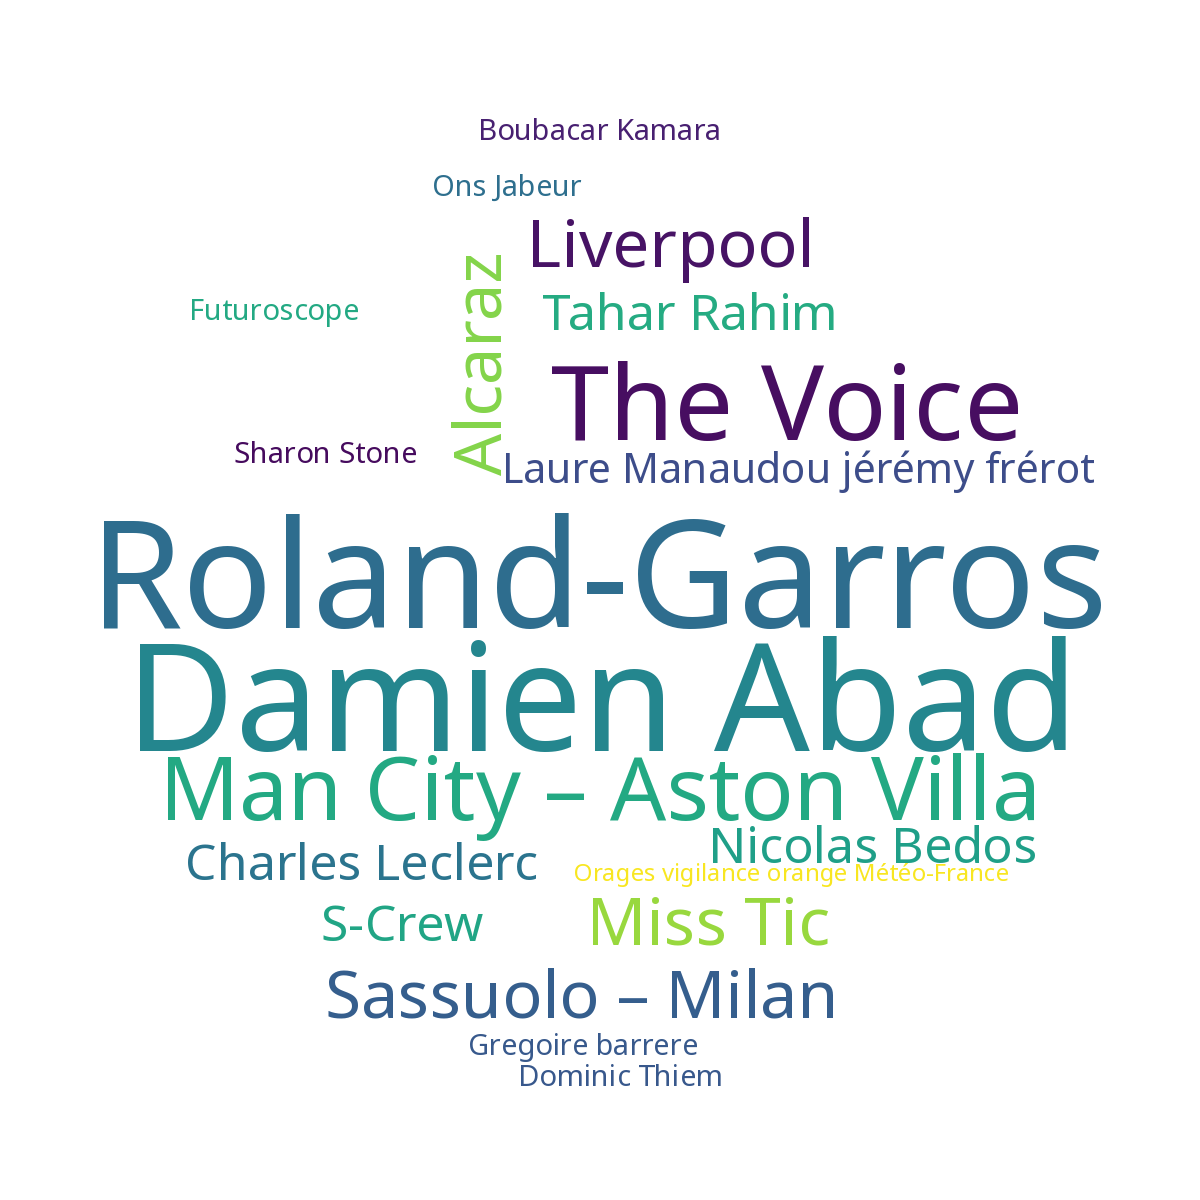 Boubacar Kamara
Ons Jabeur
Liverpool
Alcaraz
Futuroscope
Tahar Rahim
The Voice
Sharon Stone
Laure Manaudou jérémy frérot
Roland-Garros
Damien Abad
Man City – Aston Villa
Nicolas Bedos
Charles Leclerc
Orages vigilance orange Météo-France
S-Crew
Miss Tic
Sassuolo – Milan
Gregoire barrere
Dominic Thiem